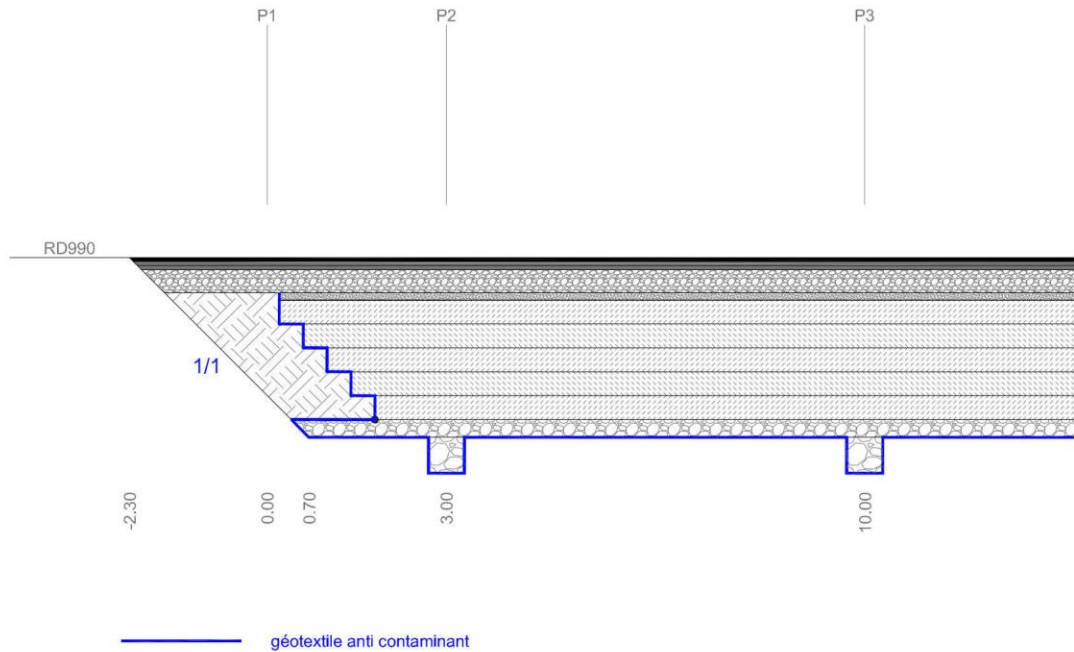 P1 P2 P3
RD990
1/1
-2.30 0.00 0.70 3.00 10.00
géotextile anti contaminant